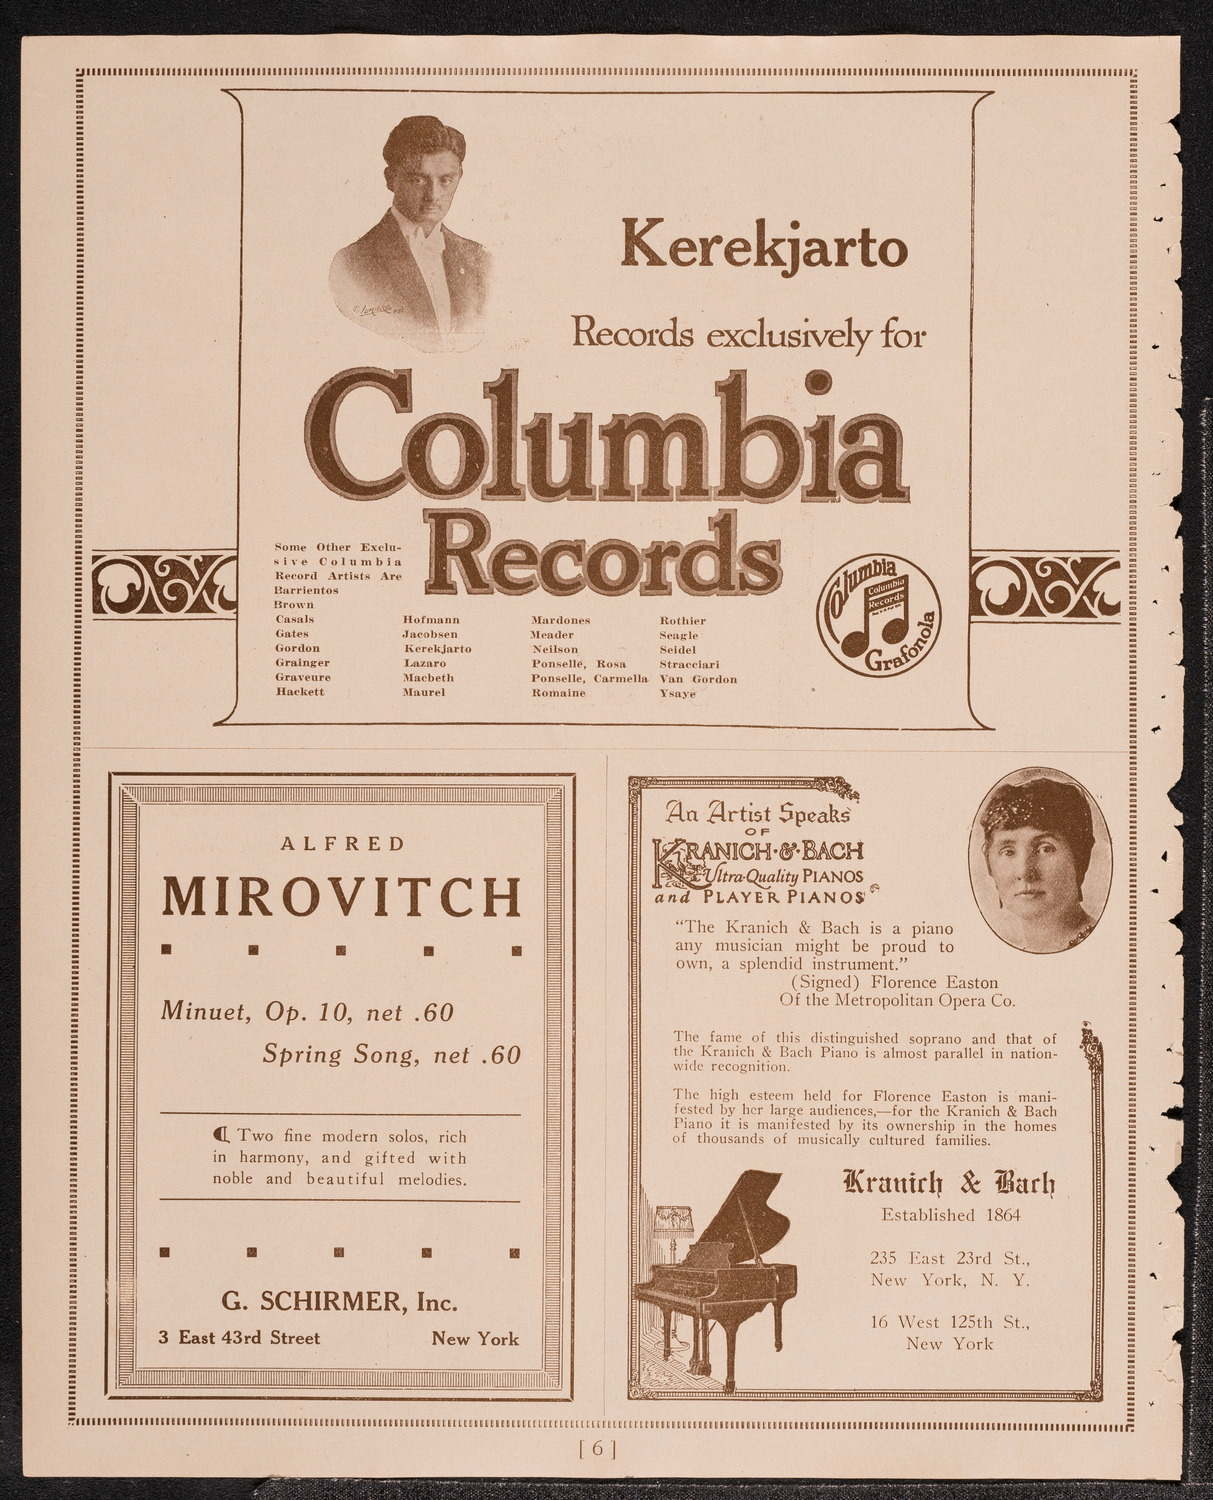 Kerekjarto
Records exclusively for
Columbia
Records
Some Other Exclu-
sive Columbia
Record Artists Are
Barrientos
Brown
Casals
Gates
Gordon
Grainger
Graveure
Hackett
Hofmann
Jacobsen
Kerekjarto
Lazaro
Macbeth
Maurel
Mardones
Meader
Neilson
Ponselle, Rosa
Ponselle, Carmella
Romaine
Rothier
Seagle
Seidel
Stracciari
Van Gordon
Ysaye
Columbia
Columbia
Records
Grafonola
ALFRED
MIROVITCH
Minuet, Op. 10, net .60
Spring Song, net .60
¶ Two fine modern solos, rich
in harmony, and gifted with
noble and beautiful melodies.
G. SCHIRMER, Inc.
3 East 43rd Street New York
An Artist Speaks
OF
KRANICH·&·BACH
Ultra-Quality PIANOS
and PLAYER PIANOS
"The Kranich & Bach is a piano
any musician might be proud to
own, a splendid instrument."
(Signed) Florence Easton
Of the Metropolitan Opera Co.
The fame of this distinguished soprano and that of
the Kranich & Bach Piano is almost parallel in nation-
wide recognition.
The high esteem held for Florence Easton is mani-
fested by her large audiences,—for the Kranich & Bach
Piano it is manifested by its ownership in the homes
of thousands of musically cultured families.
Kranich & Bach
Established 1864
235 East 23rd St.,
New York, N. Y.
16 West 125th St.,
New York
[ 6 ]